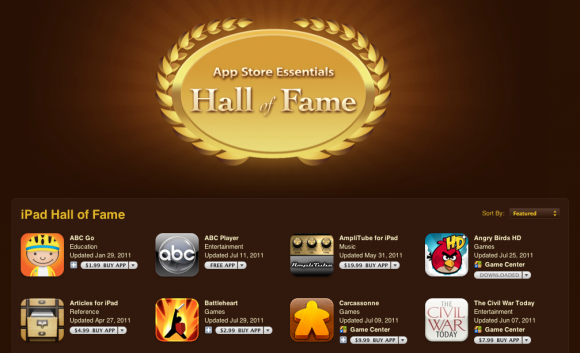 App Store Essentials
Hall of Fame
iPad Hall of Fame
Sort By: Featured
ABC Go
Education
Updated Jan 29, 2011
+ $1.99 BUY APP
abc
ABC Player
Entertainment
Updated Jul 11, 2011
FREE APP
AmpliTube
AmpliTube for iPad
Music
Updated May 31, 2011
$19.99 BUY APP
HD
Angry Birds HD
Games
Updated Jul 25, 2011
Game Center
DOWNLOADED
Articles for iPad
Reference
Updated Apr 27, 2011
$4.99 BUY APP
Battleheart
Games
Updated Jul 29, 2011
+ $2.99 BUY APP
Carcassonne
Games
Updated Jul 09, 2011
Game Center
+ $9.99 BUY APP
THE
CIVIL
WAR
TODAY
The Civil War Today
Entertainment
Updated Jun 07, 2011
Game Center
$7.99 BUY APP